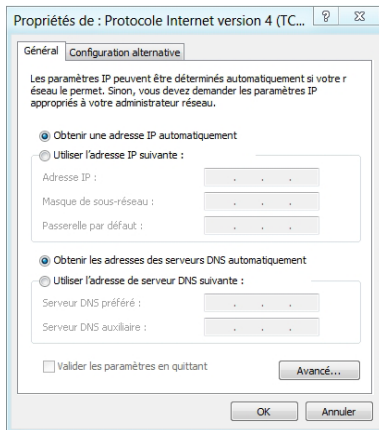 Propriétés de : Protocole Internet version 4 (TC...
Général
Configuration alternative
Les paramètres IP peuvent être déterminés automatiquement si votre r
éseau le permet. Sinon, vous devez demander les paramètres IP
appropriés à votre administrateur réseau.
Obtenir une adresse IP automatiquement
Utiliser l'adresse IP suivante :
Adresse IP :
Masque de sous-réseau :
Passerelle par défaut :
Obtenir les adresses des serveurs DNS automatiquement
Utiliser l'adresse de serveur DNS suivante :
Serveur DNS préféré :
Serveur DNS auxiliaire :
Valider les paramètres en quittant
Avancé...
OK
Annuler